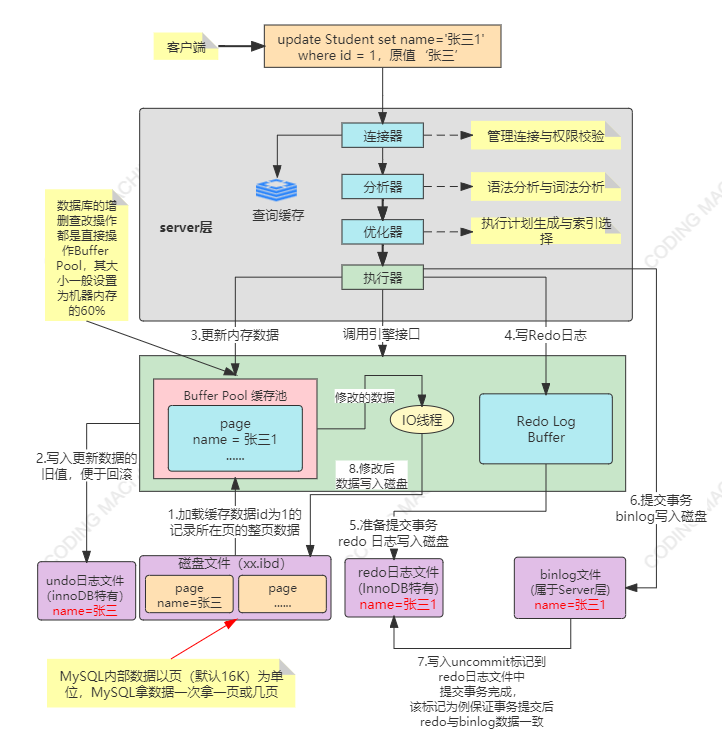 客户端
update Student set name='张三1'
where id = 1，原值‘张三’
连接器
管理连接与权限校验
查询缓存
分析器
语法分析与词法分析
server层
优化器
执行计划生成与索引选
择
执行器
数据库的增
删查改操作
都是直接操
作Buffer
Pool，其大
小一般设置
为机器内存
的60%
3.更新内存数据
调用引擎接口
4.写Redo日志
Buffer Pool 缓存池
page
name = 张三1
......
修改的数据
IO线程
Redo Log
Buffer
2.写入更新数据的
旧值，便于回滚
8.修改后
数据写入磁盘
1.加载缓存数据id为1的
记录所在页的整页数据
5.准备提交事务
redo 日志写入磁盘
6.提交事务
binlog写入磁盘
undo日志文件
(innoDB特有)
name=张三
磁盘文件（xx.ibd）
page
name=张三
page
......
redo日志文件
(InnoDB特有)
name=张三1
binlog文件
(属于Server层)
name=张三1
MySQL内部数据以页（默认16K）为单
位，MySQL拿数据一次拿一页或几页
7.写入uncommit标记到
redo日志文件中
提交事务完成，
该标记为例保证事务提交后
redo与binlog数据一致
CODING MACHI
CODING MACHI
CODING MACHI
CODING MAC
CODING MAC